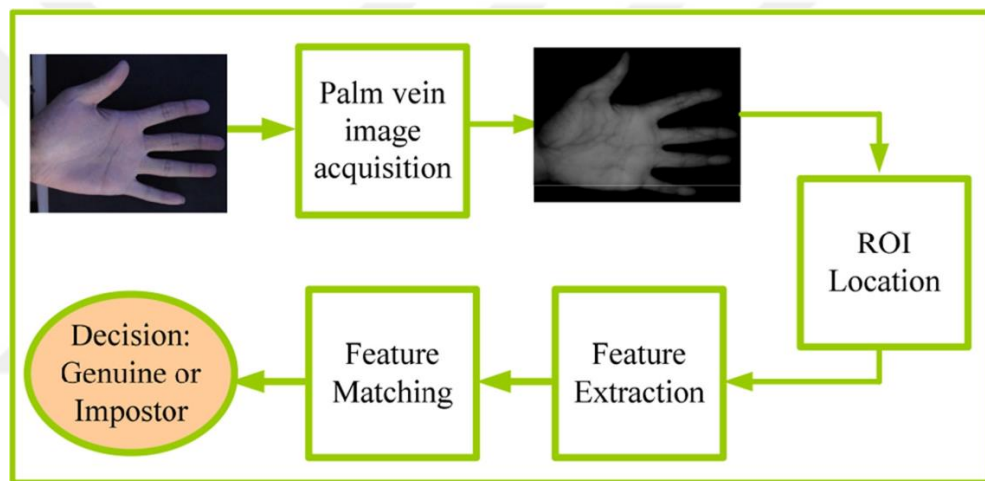 Palm vein
image
acquisition
ROI
Location
Feature
Extraction
Feature
Matching
Decision:
Genuine or
Impostor